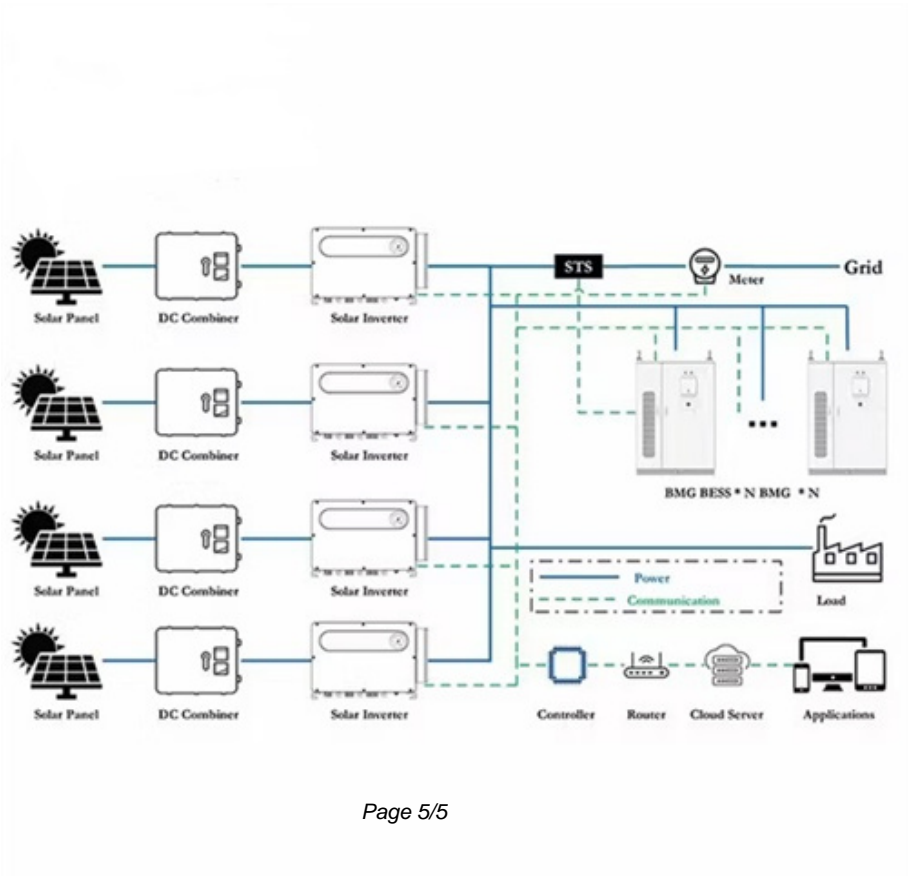 STS
Meter
Grid
Solar Panel
DC Combiner
Solar Inverter
Solar Panel
DC Combiner
Solar Inverter
BMG BESS * N BMG * N
Solar Panel
DC Combiner
Solar Inverter
Power
Communication
Load
Solar Panel
DC Combiner
Solar Inverter
Controller
Router
Cloud Server
Applications
Page 5/5